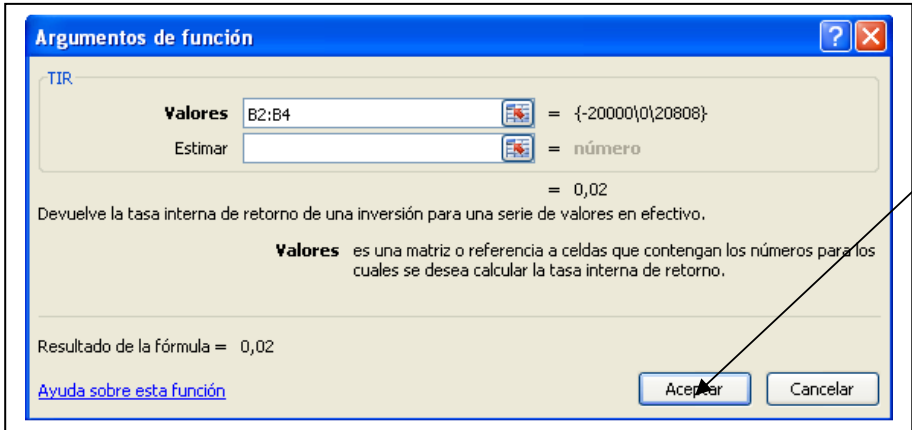 Argumentos de función
TIR
Valores B2:B4 = {-20000\0\20808}
Estimar = número
= 0,02
Devuelve la tasa interna de retorno de una inversión para una serie de valores en efectivo.
Valores es una matriz o referencia a celdas que contengan los números para los
cuales se desea calcular la tasa interna de retorno.
Resultado de la fórmula = 0,02
Ayuda sobre esta función Aceptar Cancelar